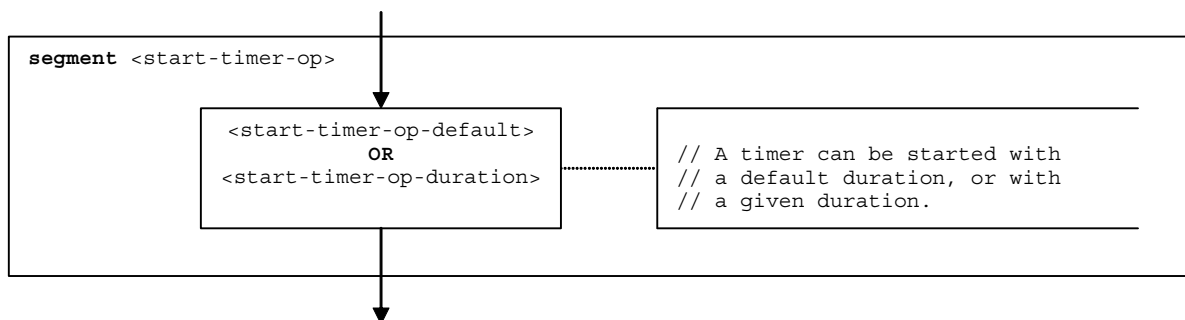 segment <start-timer-op>
<start-timer-op-default>
OR
<start-timer-op-duration>
// A timer can be started with
// a default duration, or with
// a given duration.